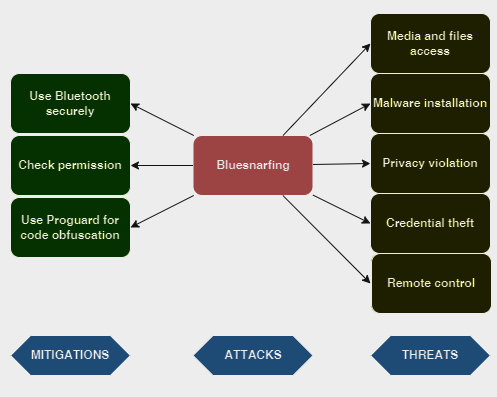 Use Bluetooth
securely
Check permission
Use Proguard for
code obfuscation
Bluesnarfing
Media and files
access
Malware installation
Privacy violation
Credential theft
Remote control
MITIGATIONS
ATTACKS
THREATS